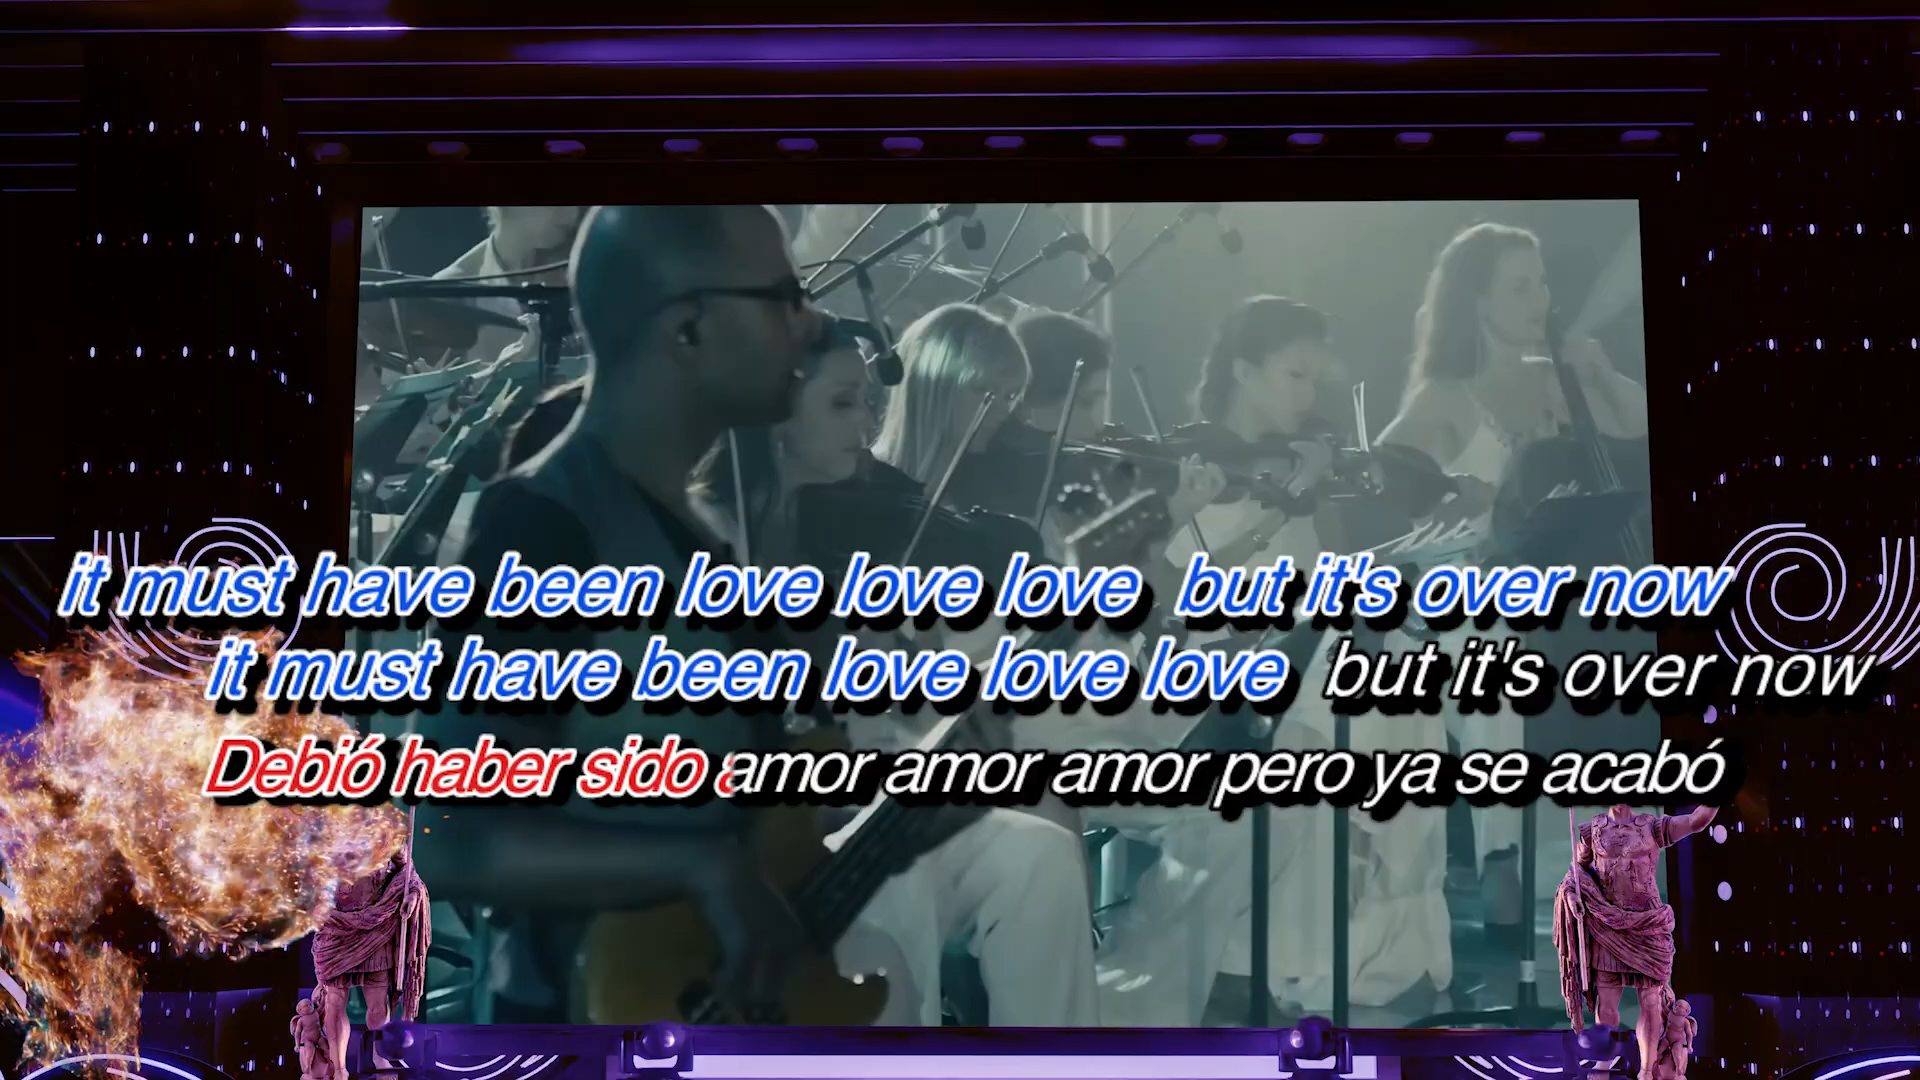 it must have been love love love but it's over now
it must have been love love love but it's over now
Debió haber sido amor amor amor pero ya se acabó